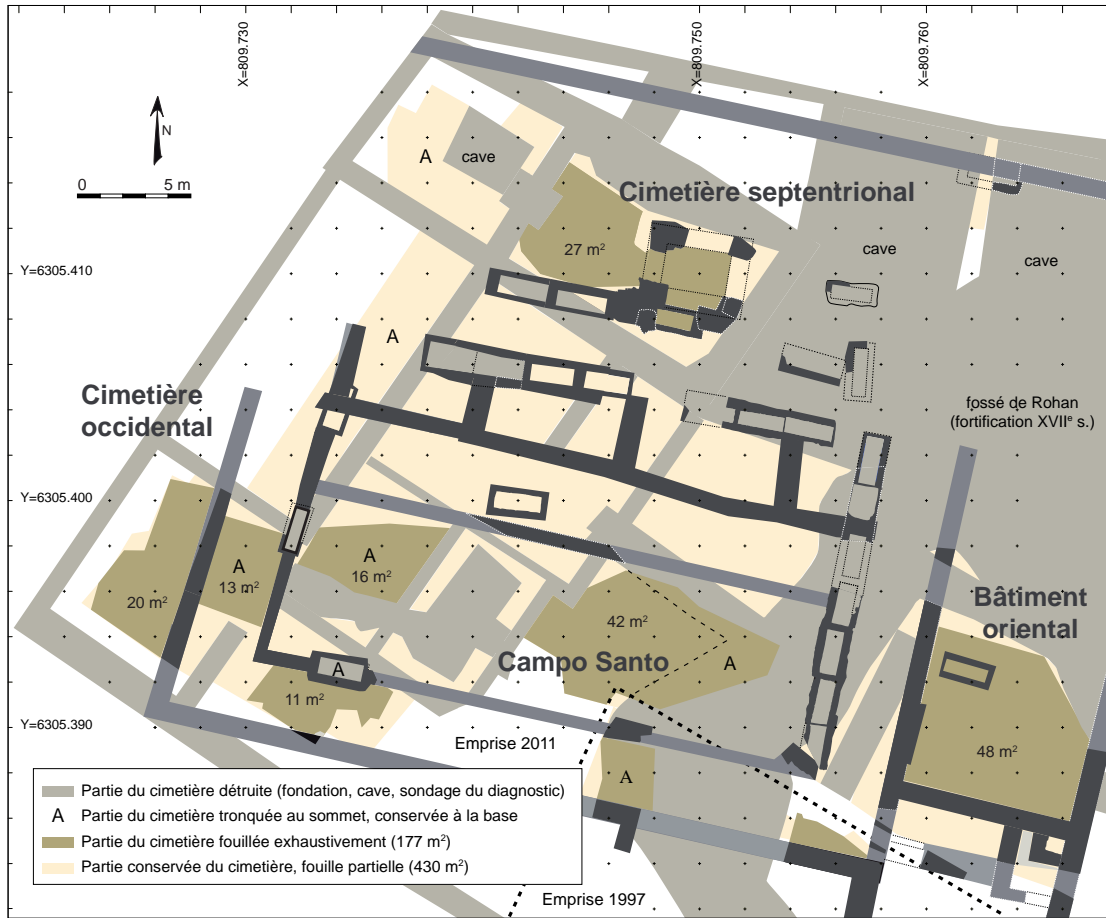 X=809.730
X=809.750
X=809.760
N
0 5 m
A
cave
Cimetière septentrional
27 m²
cave
cave
Y=6305.410
A
Cimetière
occidental
fossé de Rohan
(fortification XVIIe s.)
Y=6305.400
A
13 m²
A
16 m²
20 m²
42 m²
Bâtiment
oriental
Campo Santo
A
A
11 m²
Y=6305.390
Emprise 2011
48 m²
A
Partie du cimetière détruite (fondation, cave, sondage du diagnostic)
A Partie du cimetière tronquée au sommet, conservée à la base
Partie du cimetière fouillée exhaustivement (177 m²)
Partie conservée du cimetière, fouille partielle (430 m²)
Emprise 1997